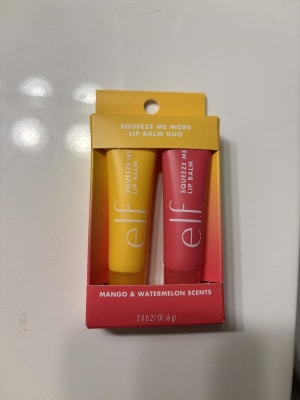 SQUEEZE ME MORE
LIP BALM DUO
e.l.f.
SQUEEZE ME
LIP BALM
e.l.f.
SQUEEZE ME
LIP BALM
MANGO & WATERMELON SCENTS
2 X 0.21 OZ (6 g)